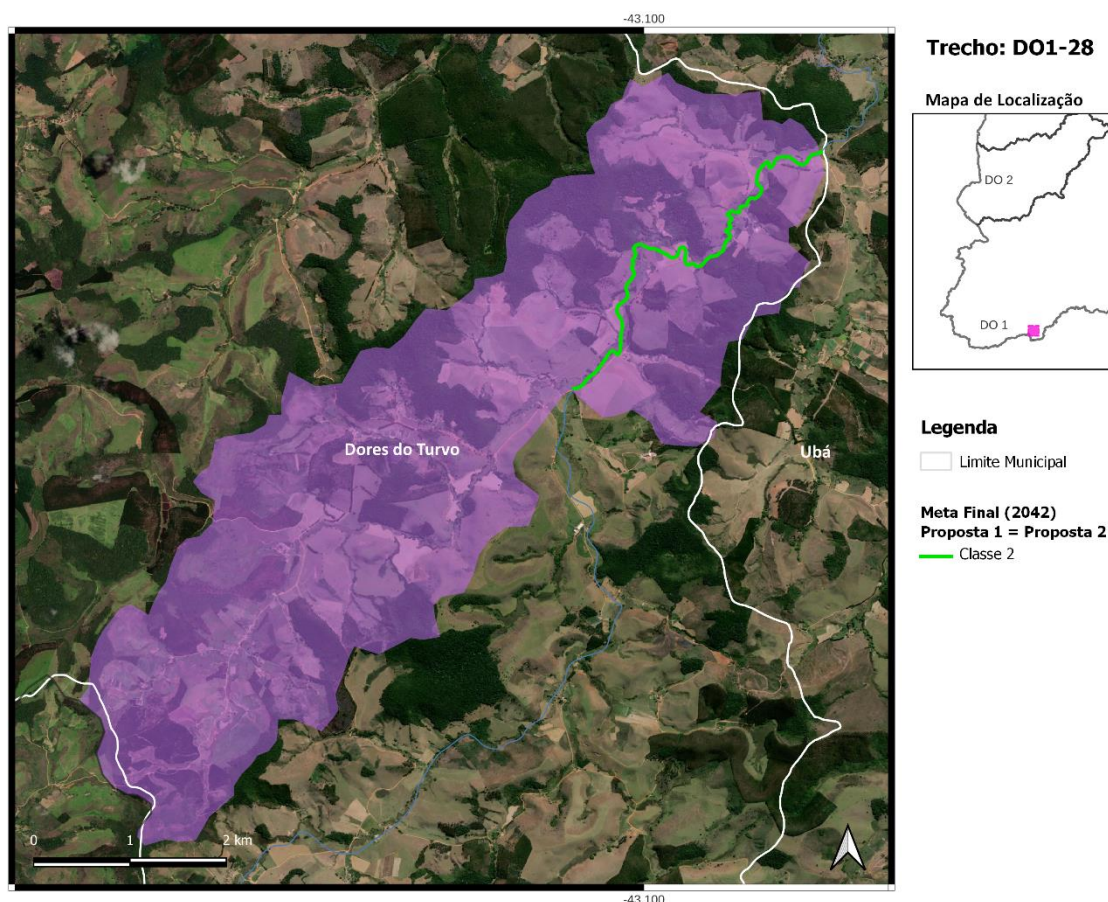 -43.100
Trecho: DO1-28
Mapa de Localização
DO 2
DO 1
Legenda
Limite Municipal
Meta Final (2042)
Proposta 1 = Proposta 2
Classe 2
Dores do Turvo
Ubá
0 1 2 km
-43.100